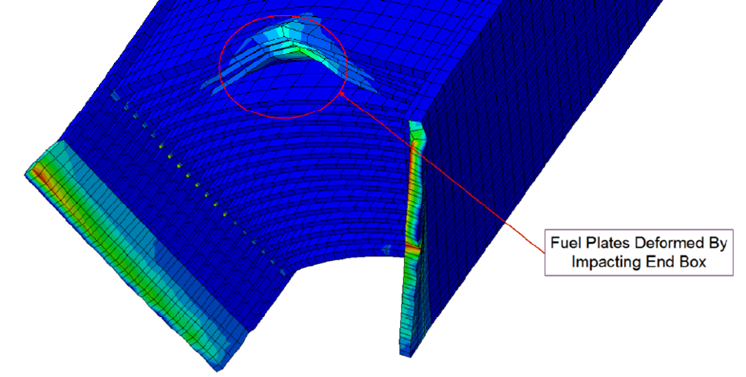 Fuel Plates Deformed By
Impacting End Box